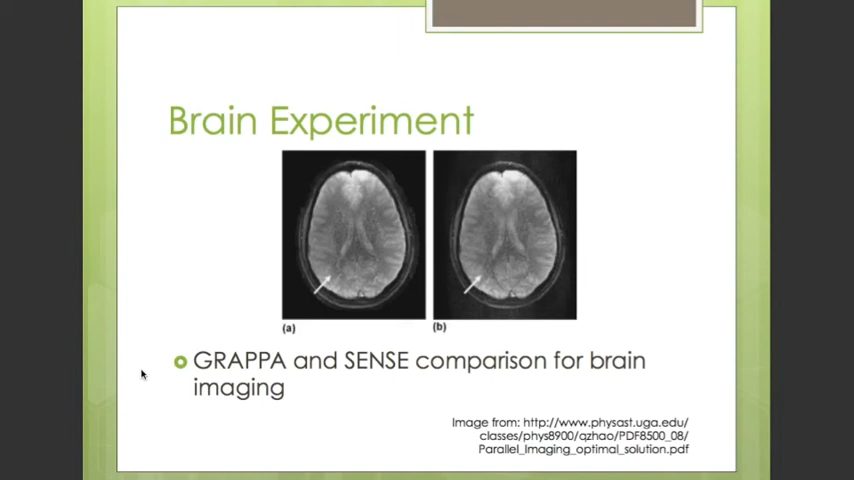 Brain Experiment
(a)
(b)
GRAPPA and SENSE comparison for brain
imaging
Image from: http://www.physast.uga.edu/
classes/phys8900/qzhao/PDF8500_08/
Parallel_Imaging_optimal_solution.pdf